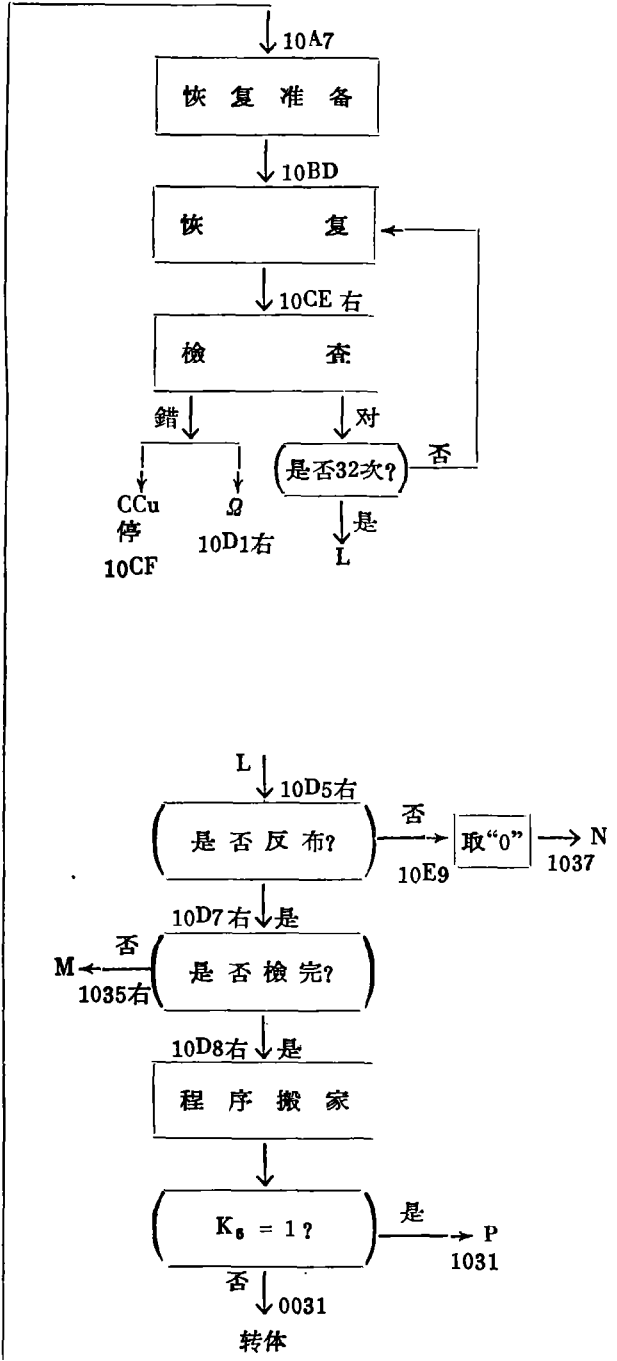 10A7
恢复准备
10BD
恢复
10CE 右
檢查
錯 对
是否32次? 否
CCu Ω 是
停 10D1右 L
10CF
L 10D5右
是否反布? 否 取“0” N
10E9 1037
10D7右 是
否 是否檢完?
M
1035右
10D8右 是
程序搬家
K₆ = 1? 是 P
1031
否 0031
转体